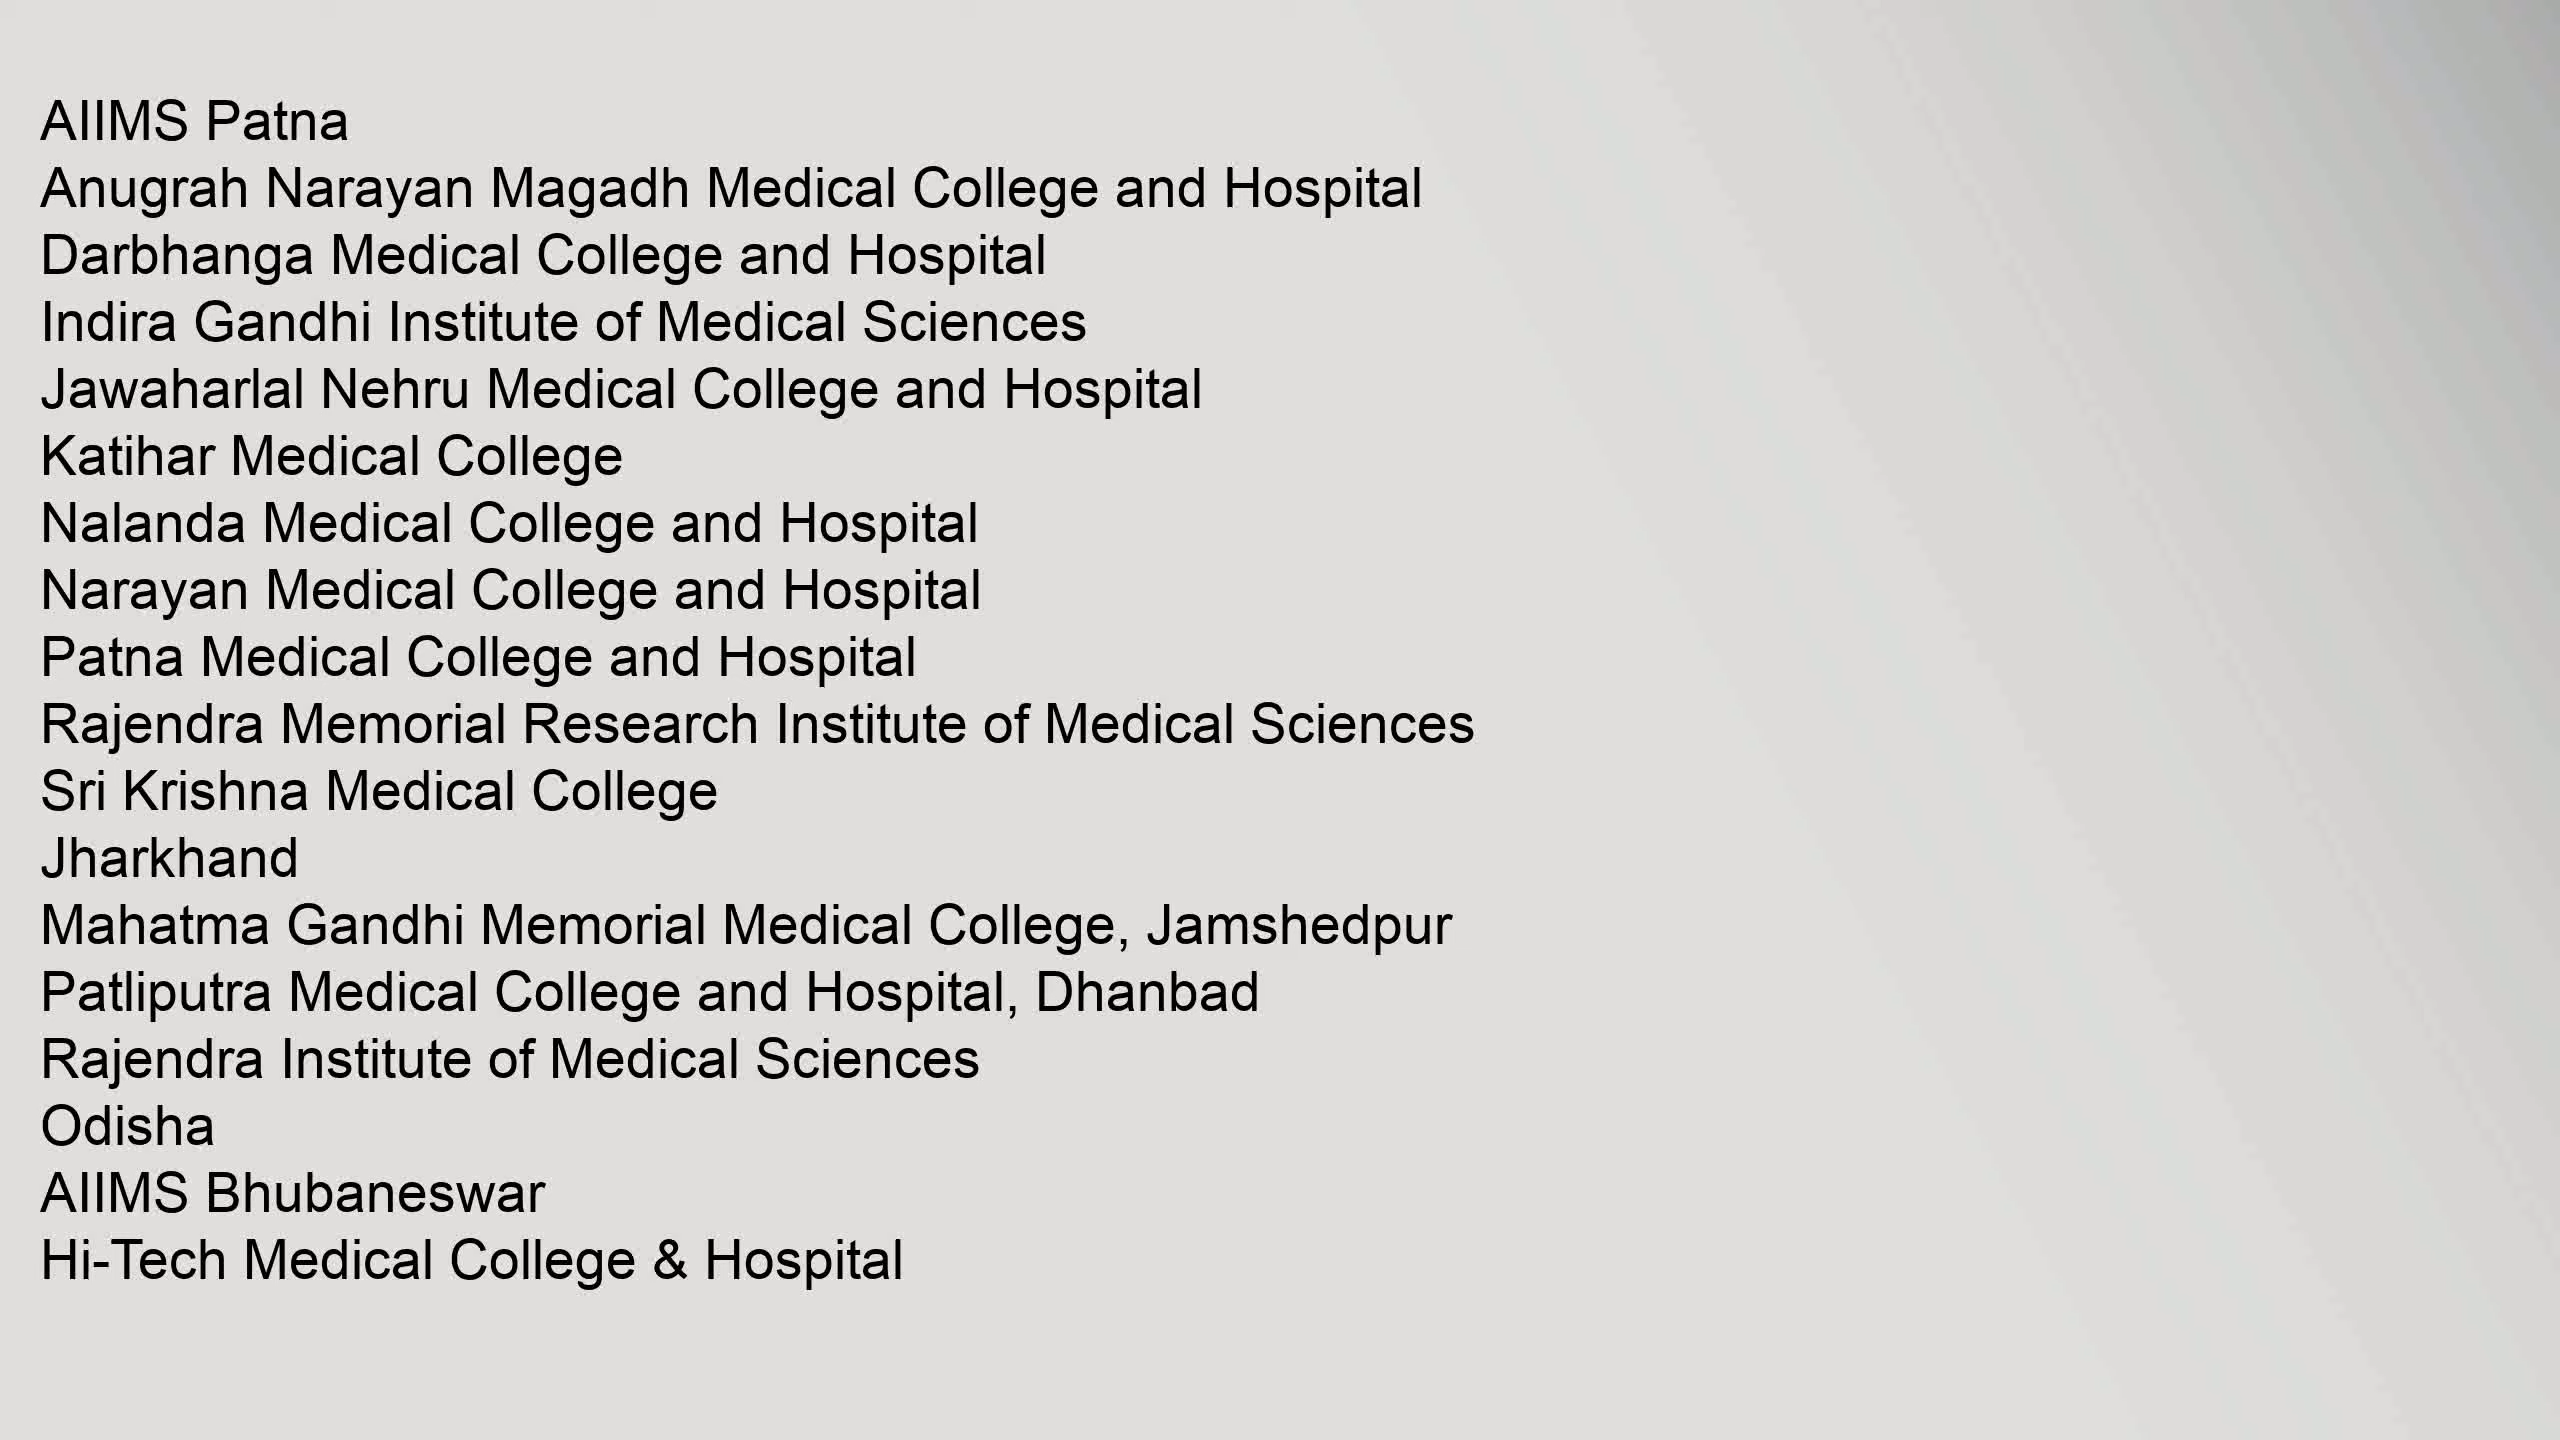 AIIMS Patna
Anugrah Narayan Magadh Medical College and Hospital
Darbhanga Medical College and Hospital
Indira Gandhi Institute of Medical Sciences
Jawaharlal Nehru Medical College and Hospital
Katihar Medical College
Nalanda Medical College and Hospital
Narayan Medical College and Hospital
Patna Medical College and Hospital
Rajendra Memorial Research Institute of Medical Sciences
Sri Krishna Medical College
Jharkhand
Mahatma Gandhi Memorial Medical College, Jamshedpur
Patliputra Medical College and Hospital, Dhanbad
Rajendra Institute of Medical Sciences
Odisha
AIIMS Bhubaneswar
Hi-Tech Medical College & Hospital